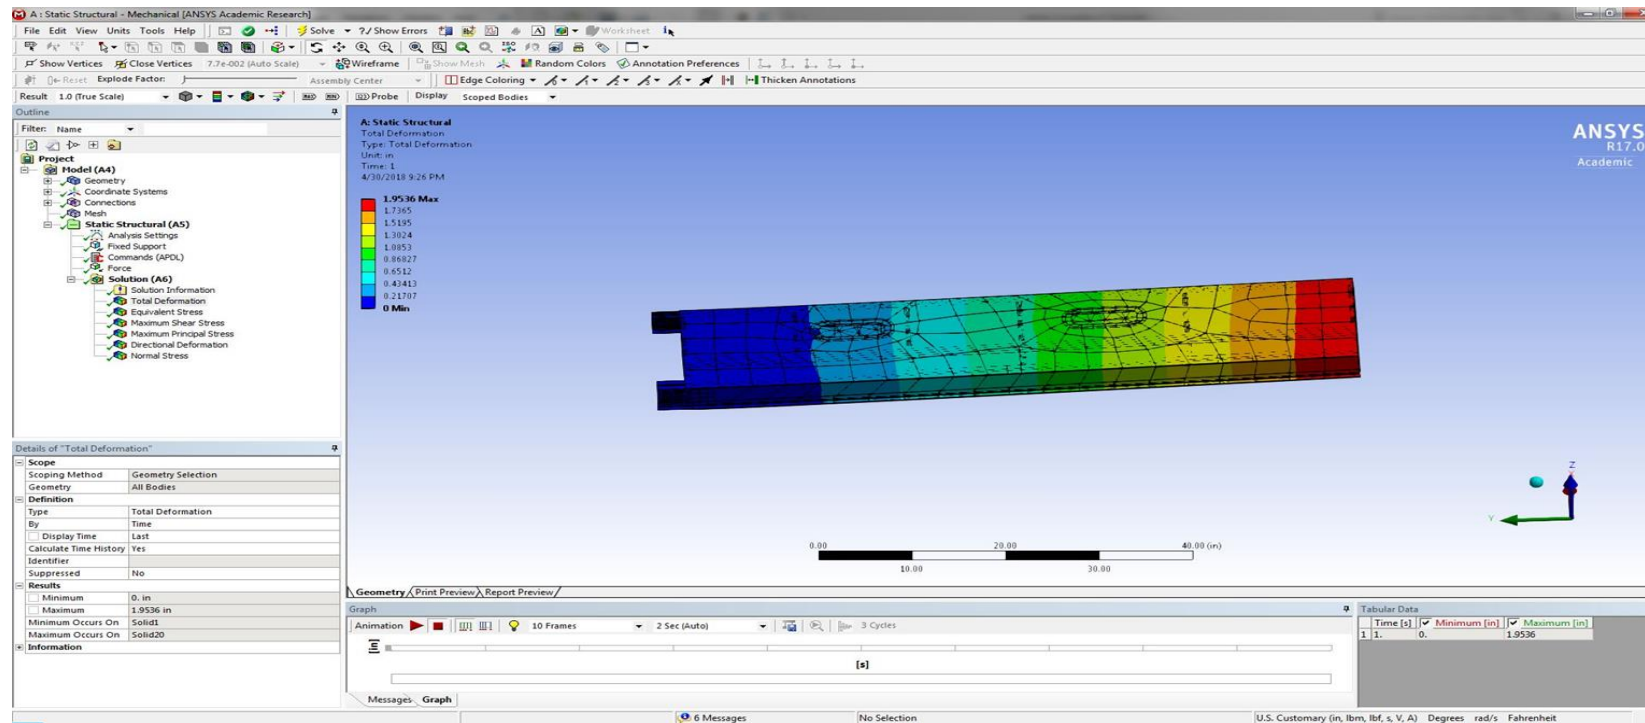 A : Static Structural - Mechanical [ANSYS Academic Research]
File Edit View Units Tools Help Solve ?/ Show Errors A Worksheet
Show Vertices Close Vertices 7.7e-002 (Auto Scale) Wireframe Show Mesh Random Colors Annotation Preferences
Reset Explode Factor: Assembly Center Edge Coloring Thicken Annotations
Result 1.0 (True Scale) Probe Display Scoped Bodies
Outline
Filter: Name
Project
Model (A4)
Geometry
Coordinate Systems
Connections
Mesh
Static Structural (A5)
Analysis Settings
Fixed Support
Commands (APDL)
Force
Solution (A6)
Solution Information
Total Deformation
Equivalent Stress
Maximum Shear Stress
Maximum Principal Stress
Directional Deformation
Normal Stress
Details of "Total Deformation"
Scope
Scoping Method Geometry Selection
Geometry All Bodies
Definition
Type Total Deformation
By Time
Display Time Last
Calculate Time History Yes
Identifier
Suppressed No
Results
Minimum 0. in
Maximum 1.9536 in
Minimum Occurs On Solid1
Maximum Occurs On Solid20
Information
A: Static Structural
Total Deformation
Type: Total Deformation
Unit: in
Time: 1
4/30/2018 9:26 PM
1.9536 Max
1.7365
1.5195
1.3024
1.0853
0.86827
0.6512
0.43413
0.21707
0 Min
ANSYS
R17.0
Academic
Z
Y
0.00 20.00 40.00 (in)
10.00 30.00
Geometry Print Preview Report Preview
Graph
Animation 10 Frames 2 Sec (Auto) 3 Cycles
[s]
Messages Graph
Tabular Data
Time [s] Minimum [in] Maximum [in]
1 1. 0. 1.9536
6 Messages No Selection U.S. Customary (in, lbm, lbf, s, V, A) Degrees rad/s Fahrenheit